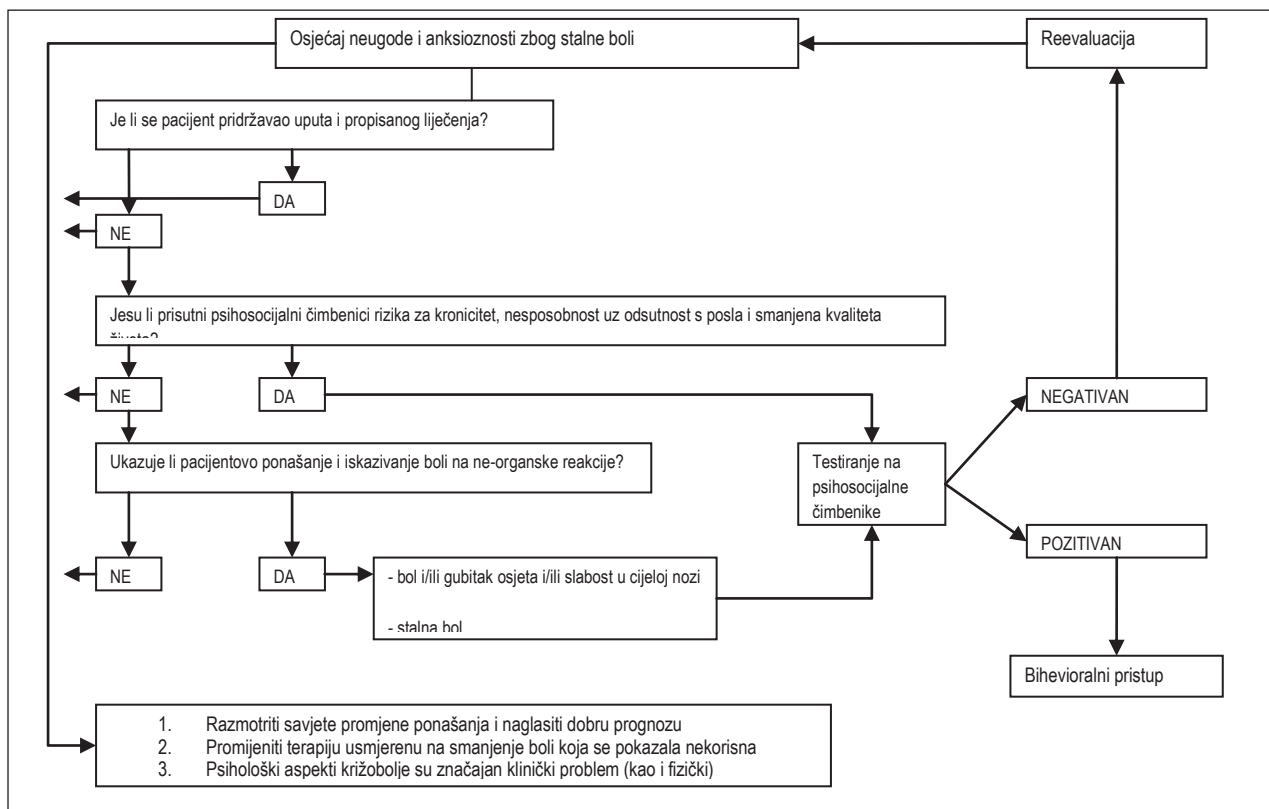 Osjećaj neugode i anksioznosti zbog stalne boli
Reevaluacija
Je li se pacijent pridržavao uputa i propisanog liječenja?
DA
NE
Jesu li prisutni psihosocijalni čimbenici rizika za kronicitet, nesposobnost uz odsutnost s posla i smanjena kvaliteta
života?
NE
DA
NEGATIVAN
Ukazuje li pacijentovo ponašanje i iskazivanje boli na ne-organske reakcije?
Testiranje na
psihosocijalne
čimbenike
POZITIVAN
NE
DA
- bol i/ili gubitak osjeta i/ili slabost u cijeloj nozi
- stalna bol
Bihevioralni pristup
1. Razmotriti savjete promjene ponašanja i naglasiti dobru prognozu
2. Promijeniti terapiju usmjerenu na smanjenje boli koja se pokazala nekorisna
3. Psihološki aspekti križobolje su značajan klinički problem (kao i fizički)